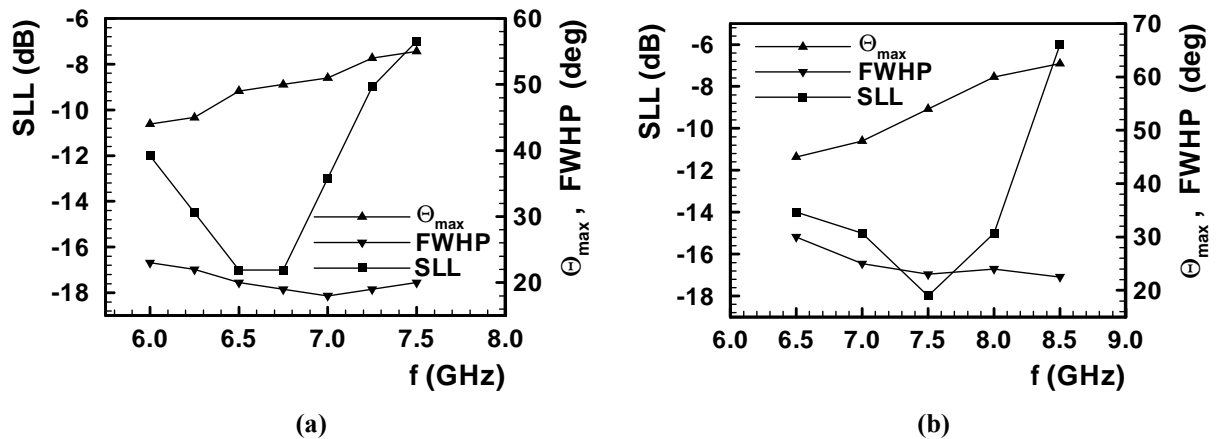 SLL (dB)
-6
-8
-10
-12
-14
-16
-18
60
50
40
30
20
Θmax , FWHP (deg)
Θmax
FWHP
SLL
6.0 6.5 7.0 7.5 8.0
f (GHz)
(a)
SLL (dB)
-6
-8
-10
-12
-14
-16
-18
70
60
50
40
30
20
Θmax , FWHP (deg)
Θmax
FWHP
SLL
6.0 6.5 7.0 7.5 8.0 8.5 9.0
f (GHz)
(b)